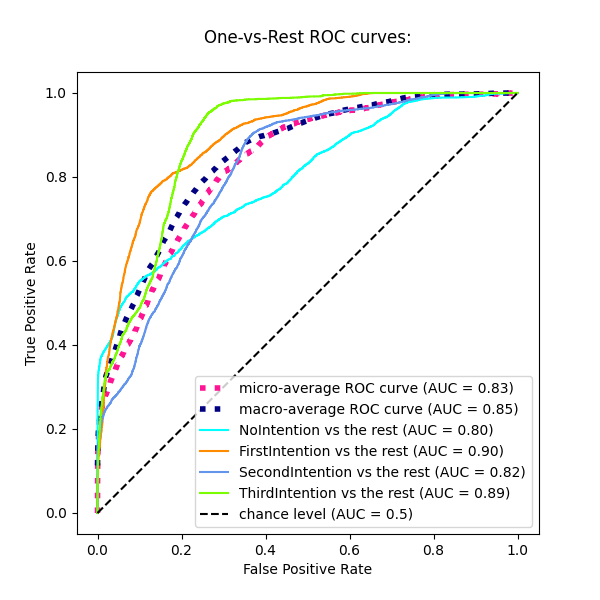 One-vs-Rest ROC curves:
True Positive Rate
1.0
0.8
0.6
0.4
0.2
0.0
micro-average ROC curve (AUC = 0.83)
macro-average ROC curve (AUC = 0.85)
NoIntention vs the rest (AUC = 0.80)
FirstIntention vs the rest (AUC = 0.90)
SecondIntention vs the rest (AUC = 0.82)
ThirdIntention vs the rest (AUC = 0.89)
chance level (AUC = 0.5)
0.0 0.2 0.4 0.6 0.8 1.0
False Positive Rate